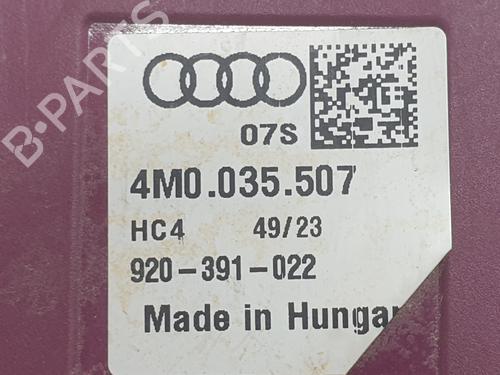 B-PARTS
07S
4M0.035.507
HC4 49/23
920-391-022
Made in Hungar